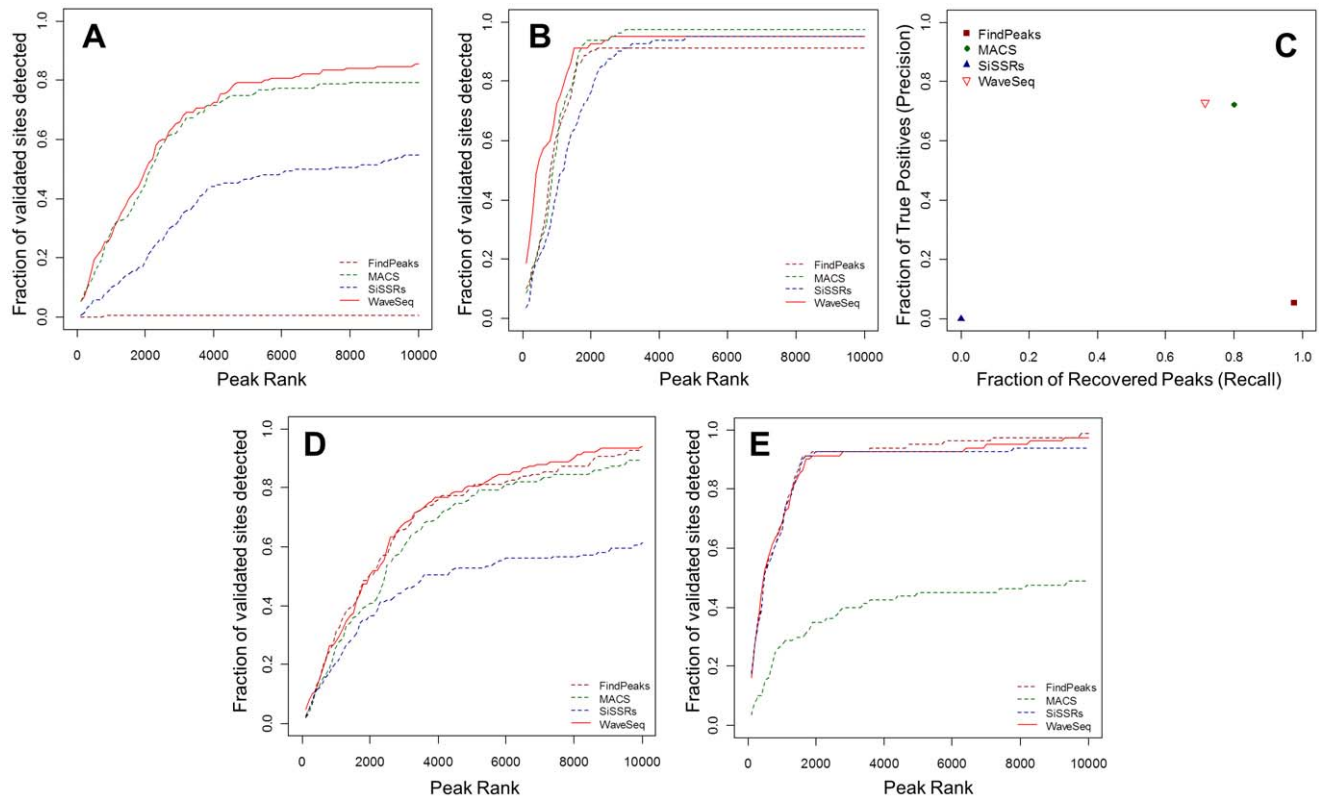 A
Fraction of validated sites detected
1.0
0.8
0.6
0.4
0.2
0.0
FindPeaks
MACS
SiSSRs
WaveSeq
0 2000 4000 6000 8000 10000
Peak Rank
B
Fraction of validated sites detected
1.0
0.8
0.6
0.4
0.2
0.0
FindPeaks
MACS
SiSSRs
WaveSeq
0 2000 4000 6000 8000 10000
Peak Rank
C
Fraction of True Positives (Precision)
1.0
0.8
0.6
0.4
0.2
0.0
FindPeaks
MACS
SiSSRs
WaveSeq
0.0 0.2 0.4 0.6 0.8 1.0
Fraction of Recovered Peaks (Recall)
D
Fraction of validated sites detected
1.0
0.8
0.6
0.4
0.2
0.0
FindPeaks
MACS
SiSSRs
WaveSeq
0 2000 4000 6000 8000 10000
Peak Rank
E
Fraction of validated sites detected
1.0
0.8
0.6
0.4
0.2
0.0
FindPeaks
MACS
SiSSRs
WaveSeq
0 2000 4000 6000 8000 10000
Peak Rank